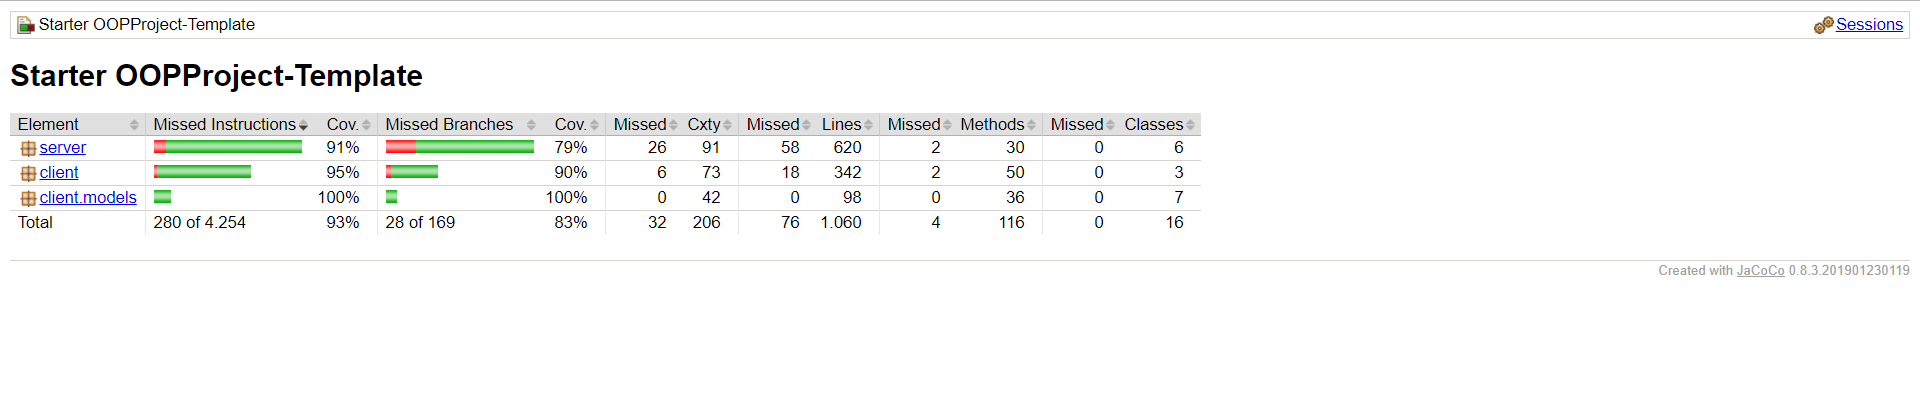 Starter OOPProject-Template Sessions
Starter OOPProject-Template
Element Missed Instructions Cov. Missed Branches Cov. Missed Cxty Missed Lines Missed Methods Missed Classes
server 91% 79% 26 91 58 620 2 30 0 6
client 95% 90% 6 73 18 342 2 50 0 3
client.models 100% 100% 0 42 0 98 0 36 0 7
Total 280 of 4.254 93% 28 of 169 83% 32 206 76 1.060 4 116 0 16
Created with JaCoCo 0.8.3.201901230119